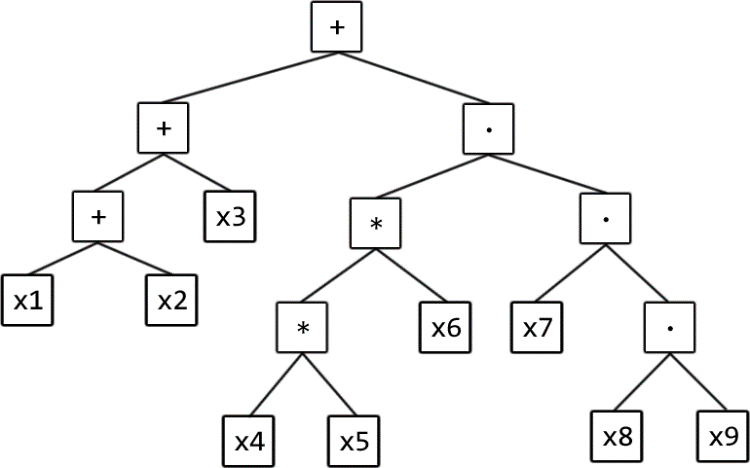 +
+ ·
+ x3 * ·
x1 x2 * x6 x7 ·
x4 x5 x8 x9